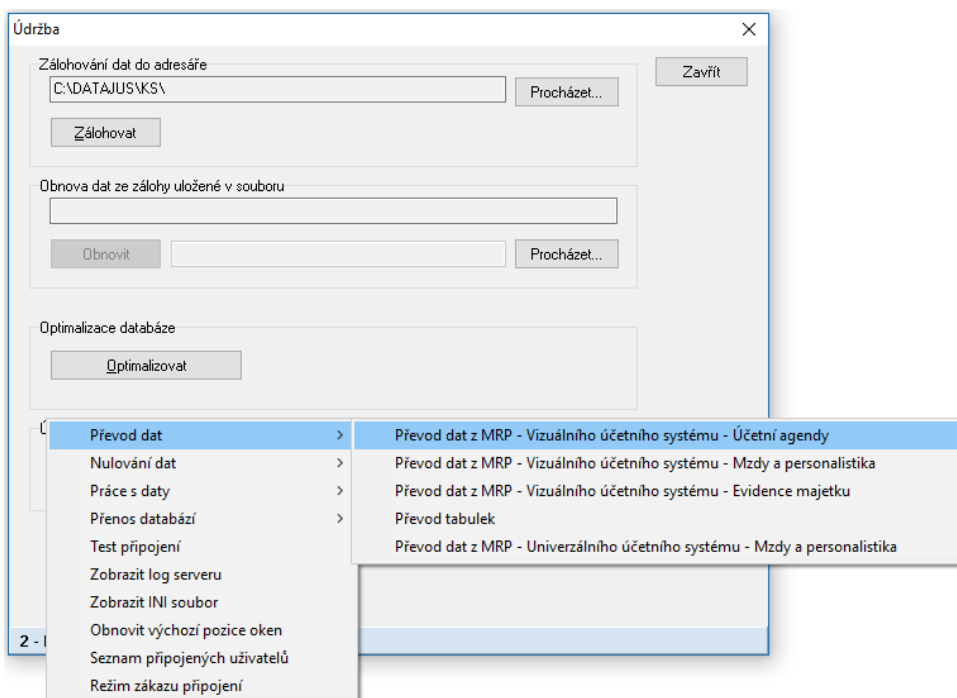 Údržba
Zálohování dat do adresáře
Zavřít
C:\DATAJUS\KS\
Procházet...
Zálohovat
Obnova dat ze zálohy uložené v souboru
Obnovit
Procházet...
Optimalizace databáze
Optimalizovat
Převod dat
Nulování dat
Práce s daty
Přenos databází
Test připojení
Zobrazit log serveru
Zobrazit INI soubor
Obnovit výchozí pozice oken
Seznam připojených uživatelů
Režim zákazu připojení
Převod dat z MRP - Vizuálního účetního systému - Účetní agendy
Převod dat z MRP - Vizuálního účetního systému - Mzdy a personalistika
Převod dat z MRP - Vizuálního účetního systému - Evidence majetku
Převod tabulek
Převod dat z MRP - Univerzálního účetního systému - Mzdy a personalistika
2 -